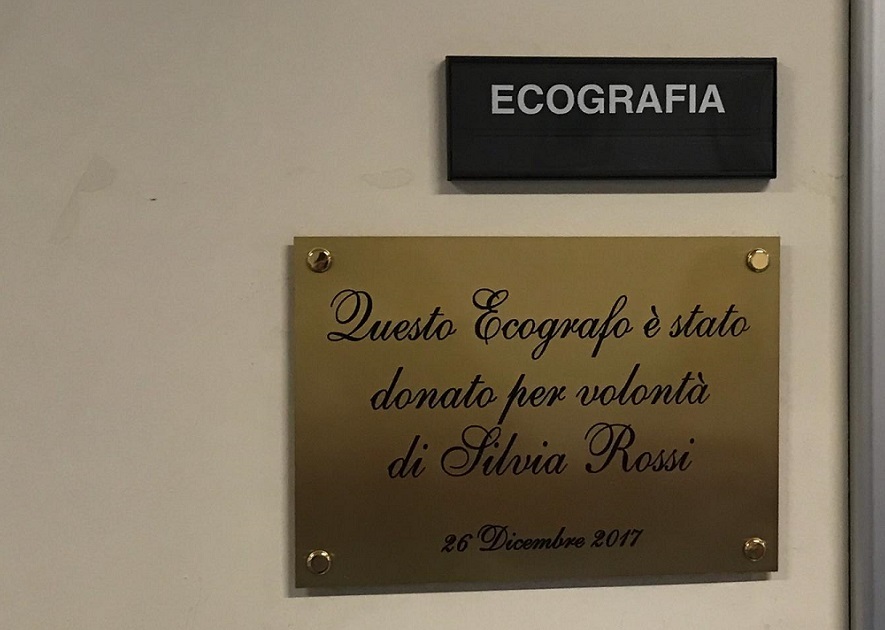 ECOGRAFIA
Questo Ecografo è stato
donato per volontà
di Silvia Rossi
26 Dicembre 2017